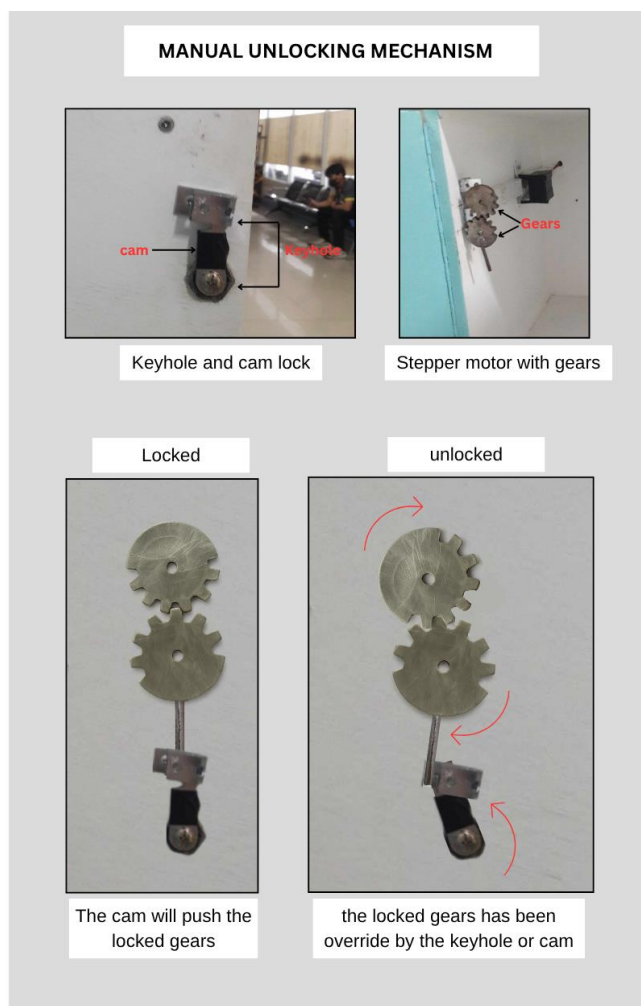 MANUAL UNLOCKING MECHANISM
cam
Keyhole
Gears
Keyhole and cam lock
Stepper motor with gears
Locked
unlocked
The cam will push the
locked gears
the locked gears has been
override by the keyhole or cam